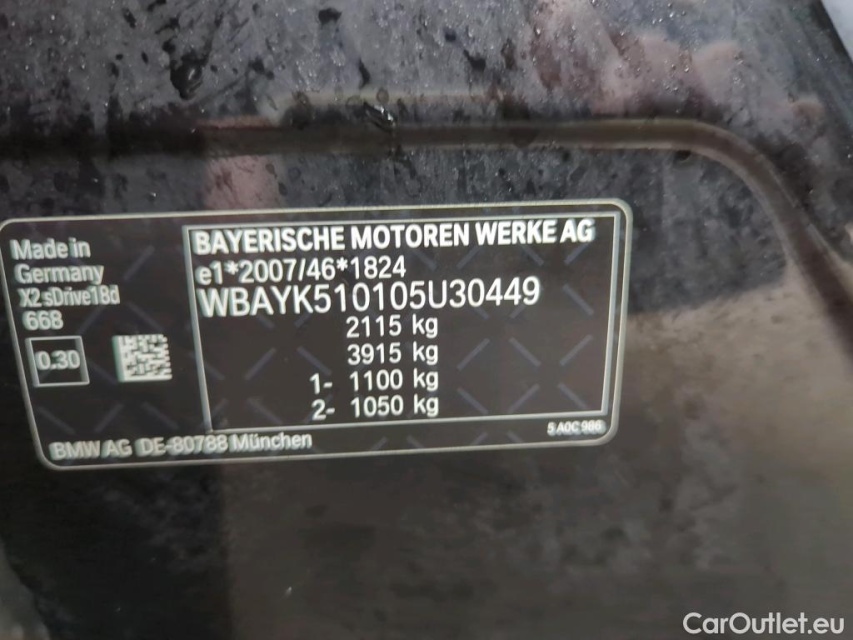 Made in
Germany
X2 sDrive18d
668
0.30
BAYERISCHE MOTOREN WERKE AG
e1*2007/46*1824
WBAYK510105U30449
2115 kg
3915 kg
1- 1100 kg
2- 1050 kg
BMW AG DE-80788 München
5 A0C 986
CarOutlet.eu